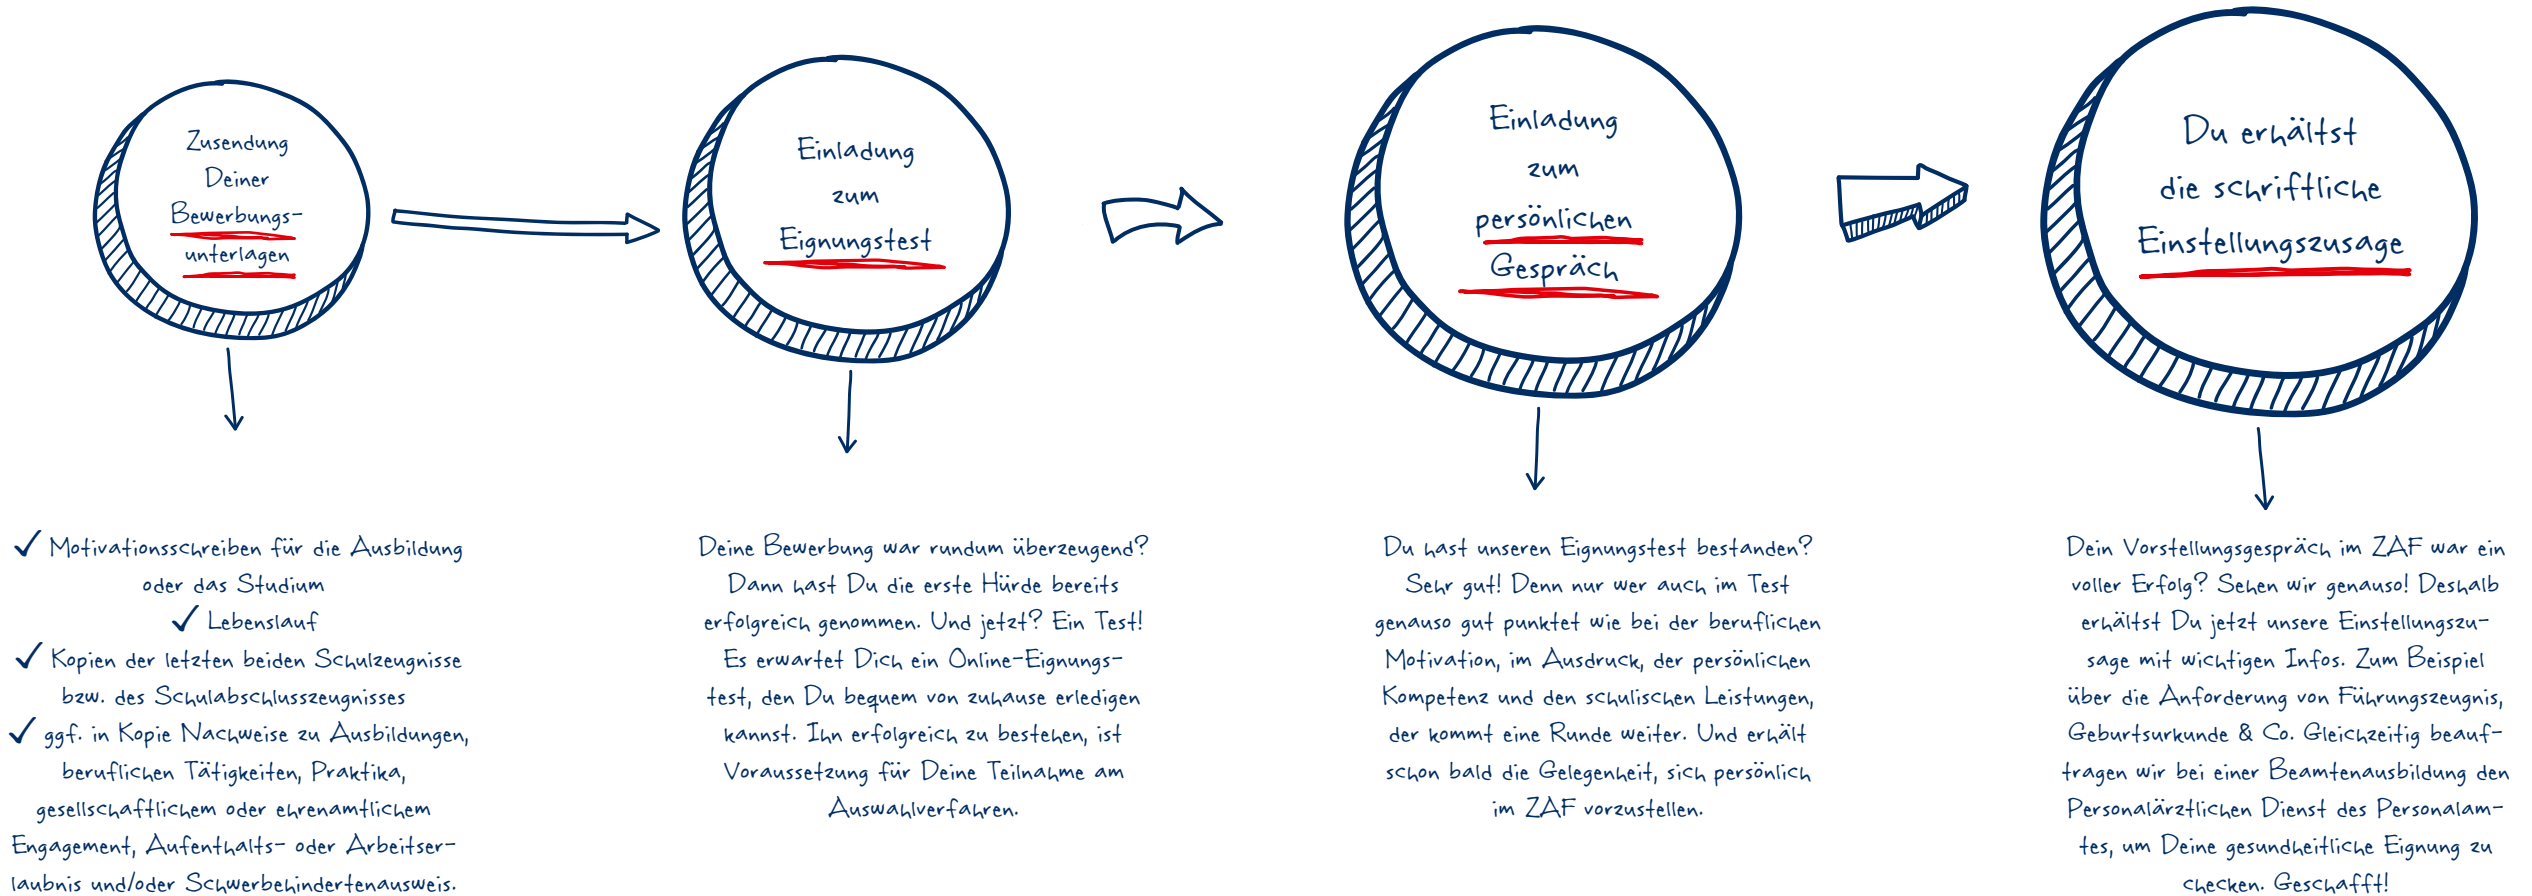 Zusendung
Deiner
Bewerbungs-
unterlagen
Einladung
zum
Eignungstest
Einladung
zum
persönlichen
Gespräch
Du erhältst
die schriftliche
Einstellungszusage
✓ Motivationsschreiben für die Ausbildung
oder das Studium
✓ Lebenslauf
✓ Kopien der letzten beiden Schulzeugnisse
bzw. des Schulabschlusszeugnisses
✓ ggf. in Kopie Nachweise zu Ausbildungen,
beruflichen Tätigkeiten, Praktika,
gesellschaftlichem oder ehrenamtlichem
Engagement, Aufenthalts- oder Arbeitser-
laubnis und/oder Schwerbehindertenausweis.
Deine Bewerbung war rundum überzeugend?
Dann hast Du die erste Hürde bereits
erfolgreich genommen. Und jetzt? Ein Test!
Es erwartet Dich ein Online-Eignungs-
test, den Du bequem von zuhause erledigen
kannst. Ihn erfolgreich zu bestehen, ist
Voraussetzung für Deine Teilnahme am
Auswahlverfahren.
Du hast unseren Eignungstest bestanden?
Sehr gut! Denn nur wer auch im Test
genauso gut punktet wie bei der beruflichen
Motivation, im Ausdruck, der persönlichen
Kompetenz und den schulischen Leistungen,
der kommt eine Runde weiter. Und erhält
schon bald die Gelegenheit, sich persönlich
im ZAF vorzustellen.
Dein Vorstellungsgespräch im ZAF war ein
voller Erfolg? Sehen wir genauso! Deshalb
erhältst Du jetzt unsere Einstellungszu-
sage mit wichtigen Infos. Zum Beispiel
über die Anforderung von Führungszeugnis,
Geburtsurkunde & Co. Gleichzeitig beauf-
tragen wir bei einer Beamtenausbildung den
Personalärztlichen Dienst des Personalam-
tes, um Deine gesundheitliche Eignung zu
checken. Geschafft!